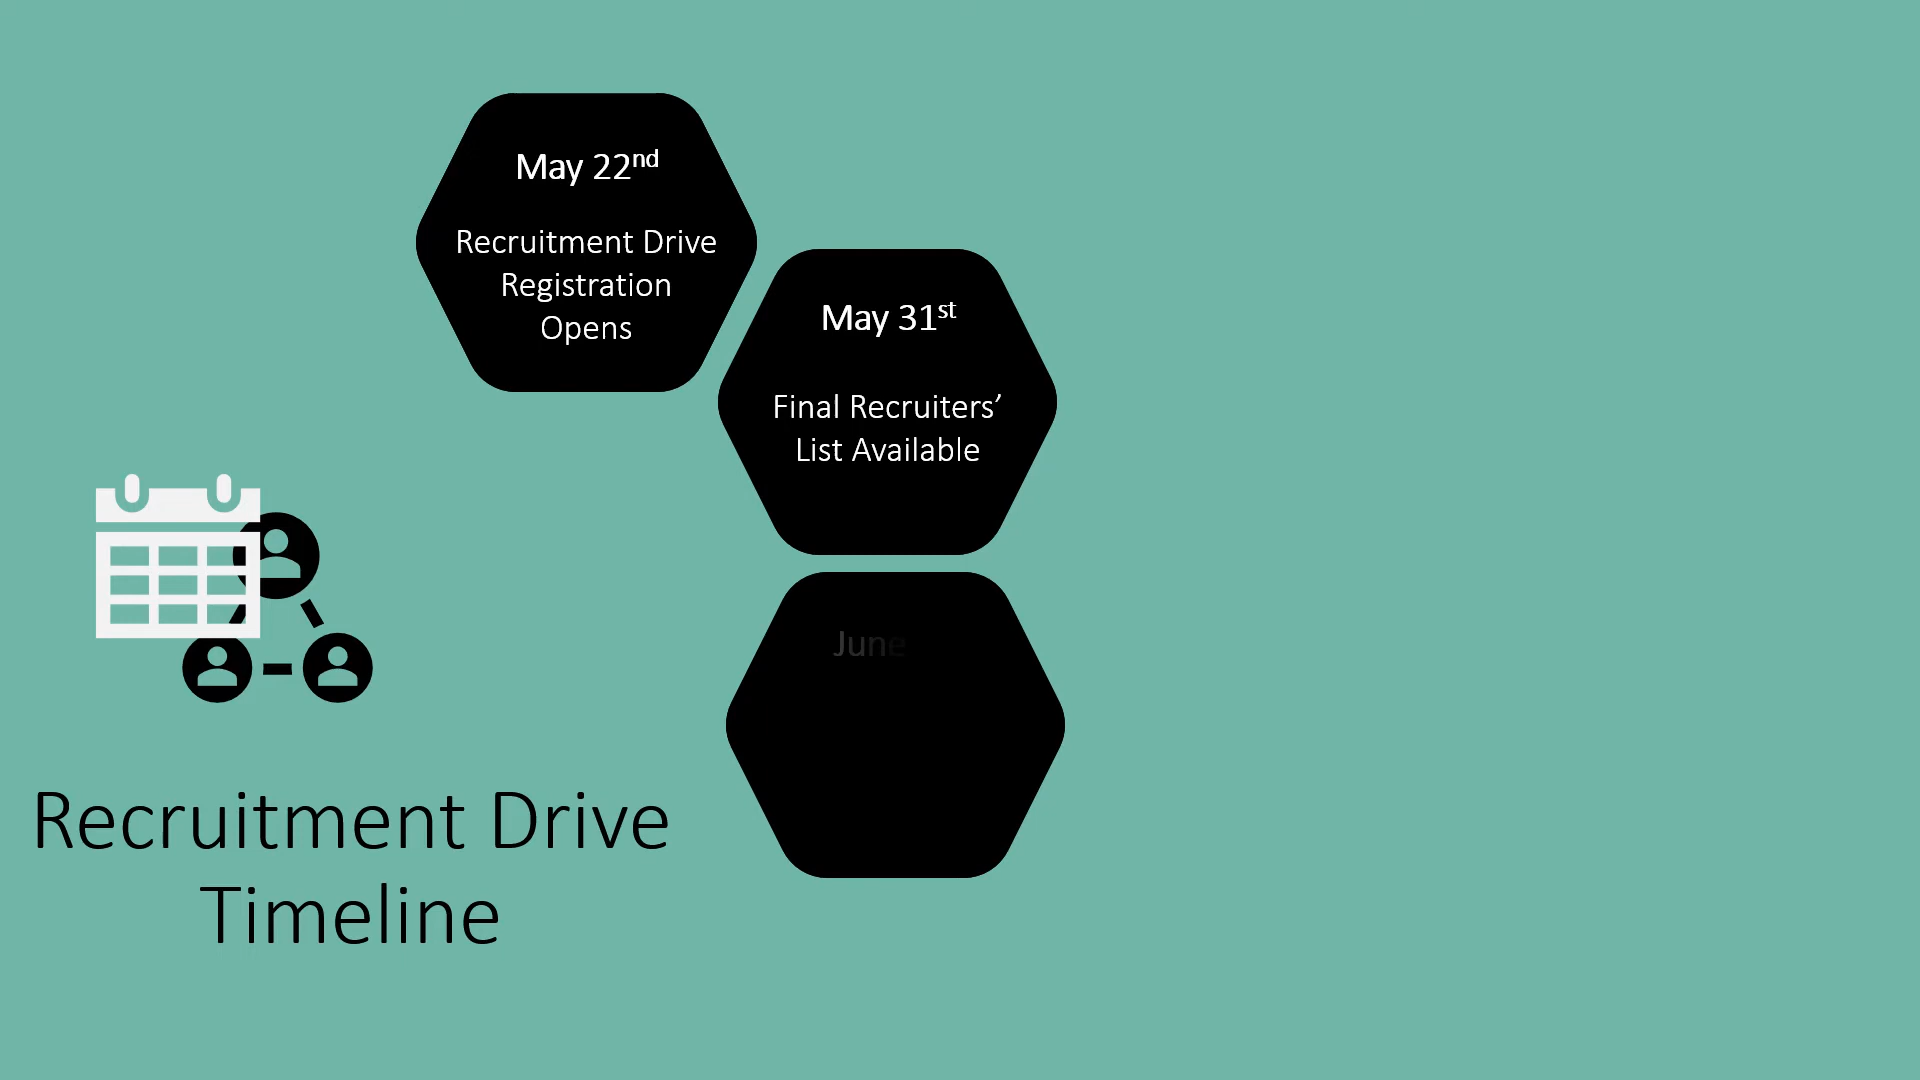 May 22nd
Recruitment Drive
Registration
Opens
May 31st
Final Recruiters’
List Available
June
Recruitment Drive
Timeline